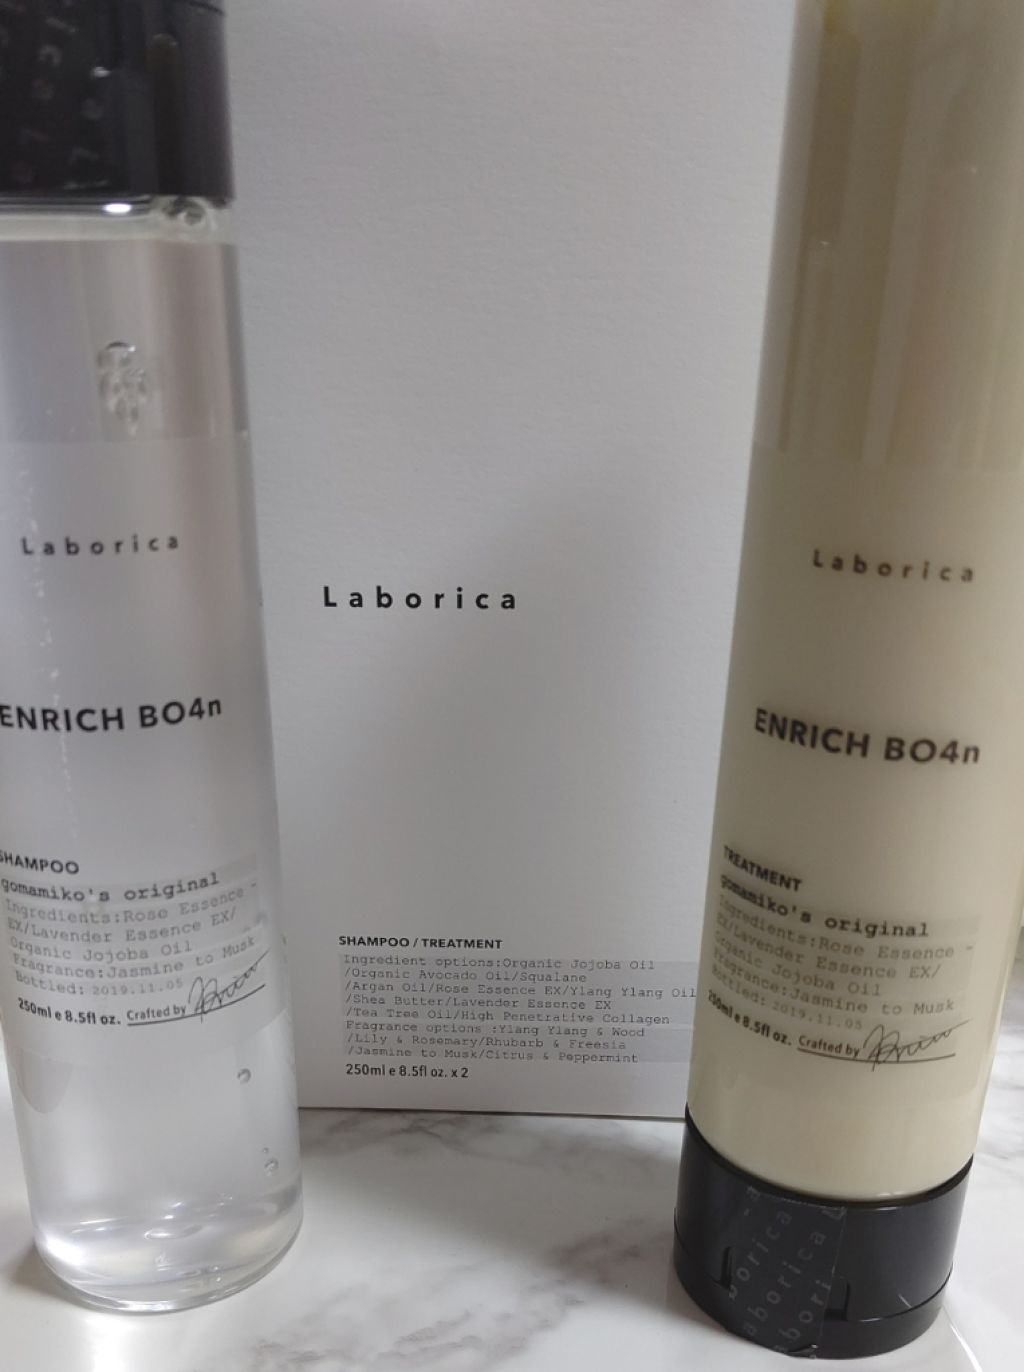 Laborica
ENRICH BO4n
SHAMPOO
gomamiko's original
Ingredients:Rose Essence -
EX/Lavender Essence EX/
Organic Jojoba Oil
Fragrance:Jasmine to Musk
Bottled: 2019.11.05
250ml e 8.5fl oz. Crafted by
Laborica
SHAMPOO / TREATMENT
Ingredient options:Organic Jojoba Oil
/Organic Avocado Oil/Squalane
/Argan Oil/Rose Essence EX/Ylang Ylang Oil
/Shea Butter/Lavender Essence EX
/Tea Tree Oil/High Penetrative Collagen
Fragrance options :Ylang Ylang & Wood
/Lily & Rosemary/Rhubarb & Freesia
/Jasmine to Musk/Citrus & Peppermint
250ml e 8.5fl oz. x 2
Laborica
ENRICH BO4n
TREATMENT
gomamiko's original
Ingredients:Rose Essence -
EX/Lavender Essence EX/
Organic Jojoba Oil
Fragrance:Jasmine to Musk
Bottled: 2019.11.05
250ml e 8.5fl oz. Crafted by